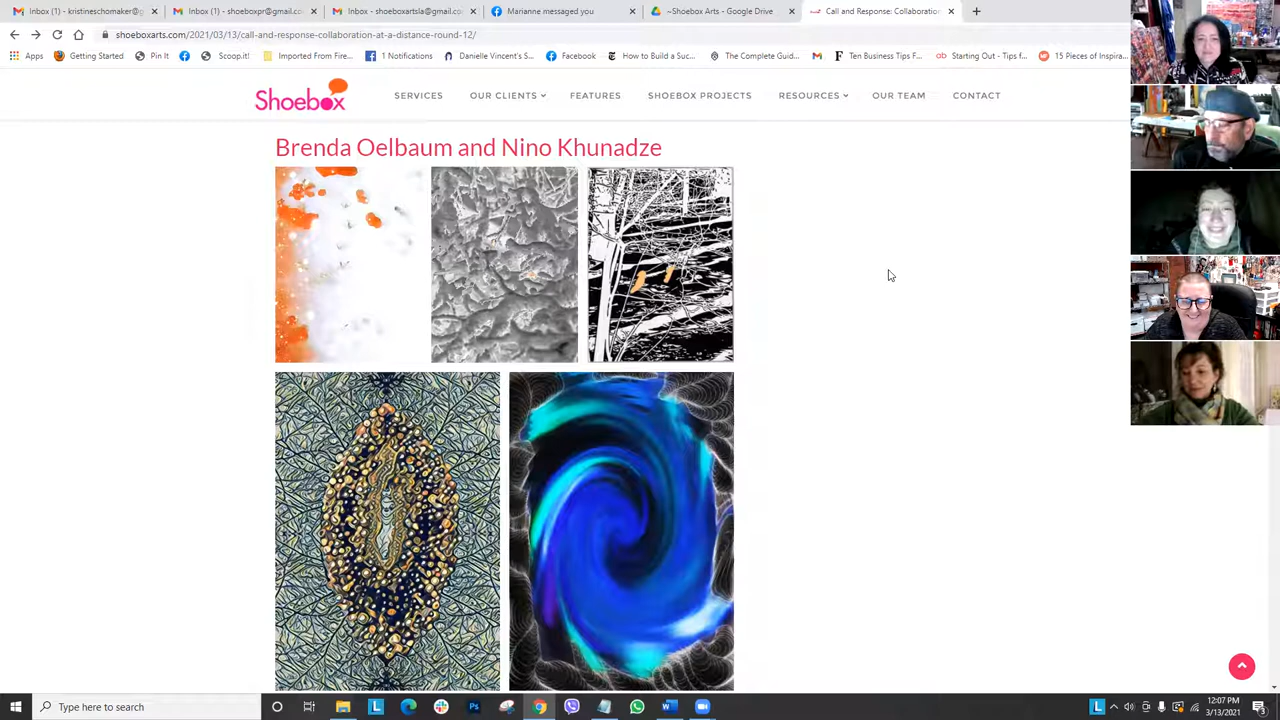 Inbox (1) - kristineschomaker@g
Inbox (1) - shoeboxpr@gmail.co
Inbox - shoeboxartsla@gmail.co
Marianne messaged you
~Shoebox Arts - Google Drive
Call and Response: Collaboration
shoeboxarts.com/2021/03/13/call-and-response-collaboration-at-a-distance-round-12/
Apps
Getting Started
Pin It
Scoop.it!
Imported From Fire...
1 Notifications
Danielle Vincent's...
Facebook
How to Build a Suc...
The Complete Guid...
Ten Business Tips F...
Starting Out - Tips f...
15 Pieces of Inspira...
Shoebox
SERVICES
OUR CLIENTS
FEATURES
SHOEBOX PROJECTS
RESOURCES
OUR TEAM
CONTACT
Brenda Oelbaum and Nino Khunadze
Type here to search
12:07 PM
3/13/2021